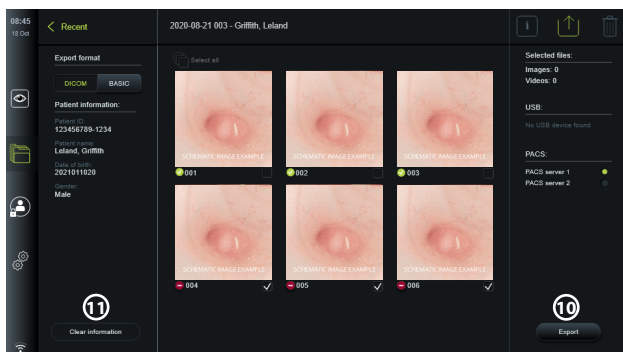 08:45
18 Oct
Recent
2020-08-21 003 - Griffith, Leland
i
Export format
DICOM
BASIC
Patient information:
Patient ID:
123456789-1234
Patient name:
Leland, Griffith
Date of birth:
2021011020
Gender:
Male
11
Clear information
Select all
SCHEMATIC IMAGE EXAMPLE
SCHEMATIC IMAGE EXAMPLE
SCHEMATIC IMAGE EXAMPLE
001
002
003
SCHEMATIC IMAGE EXAMPLE
SCHEMATIC IMAGE EXAMPLE
SCHEMATIC IMAGE EXAMPLE
004
005
006
Selected files:
Images: 0
Videos: 0
USB:
No USB device found
PACS:
PACS server 1
PACS server 2
10
Export